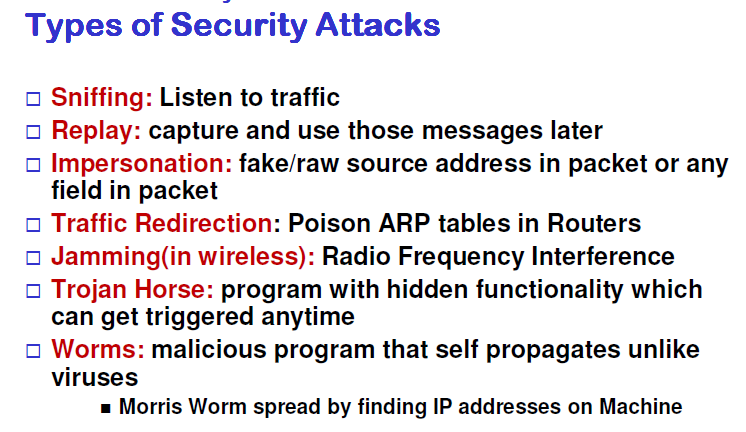 Types of Security Attacks
□ Sniffing: Listen to traffic
□ Replay: capture and use those messages later
□ Impersonation: fake/raw source address in packet or any
field in packet
□ Traffic Redirection: Poison ARP tables in Routers
□ Jamming(in wireless): Radio Frequency Interference
□ Trojan Horse: program with hidden functionality which
can get triggered anytime
□ Worms: malicious program that self propagates unlike
viruses
■ Morris Worm spread by finding IP addresses on Machine